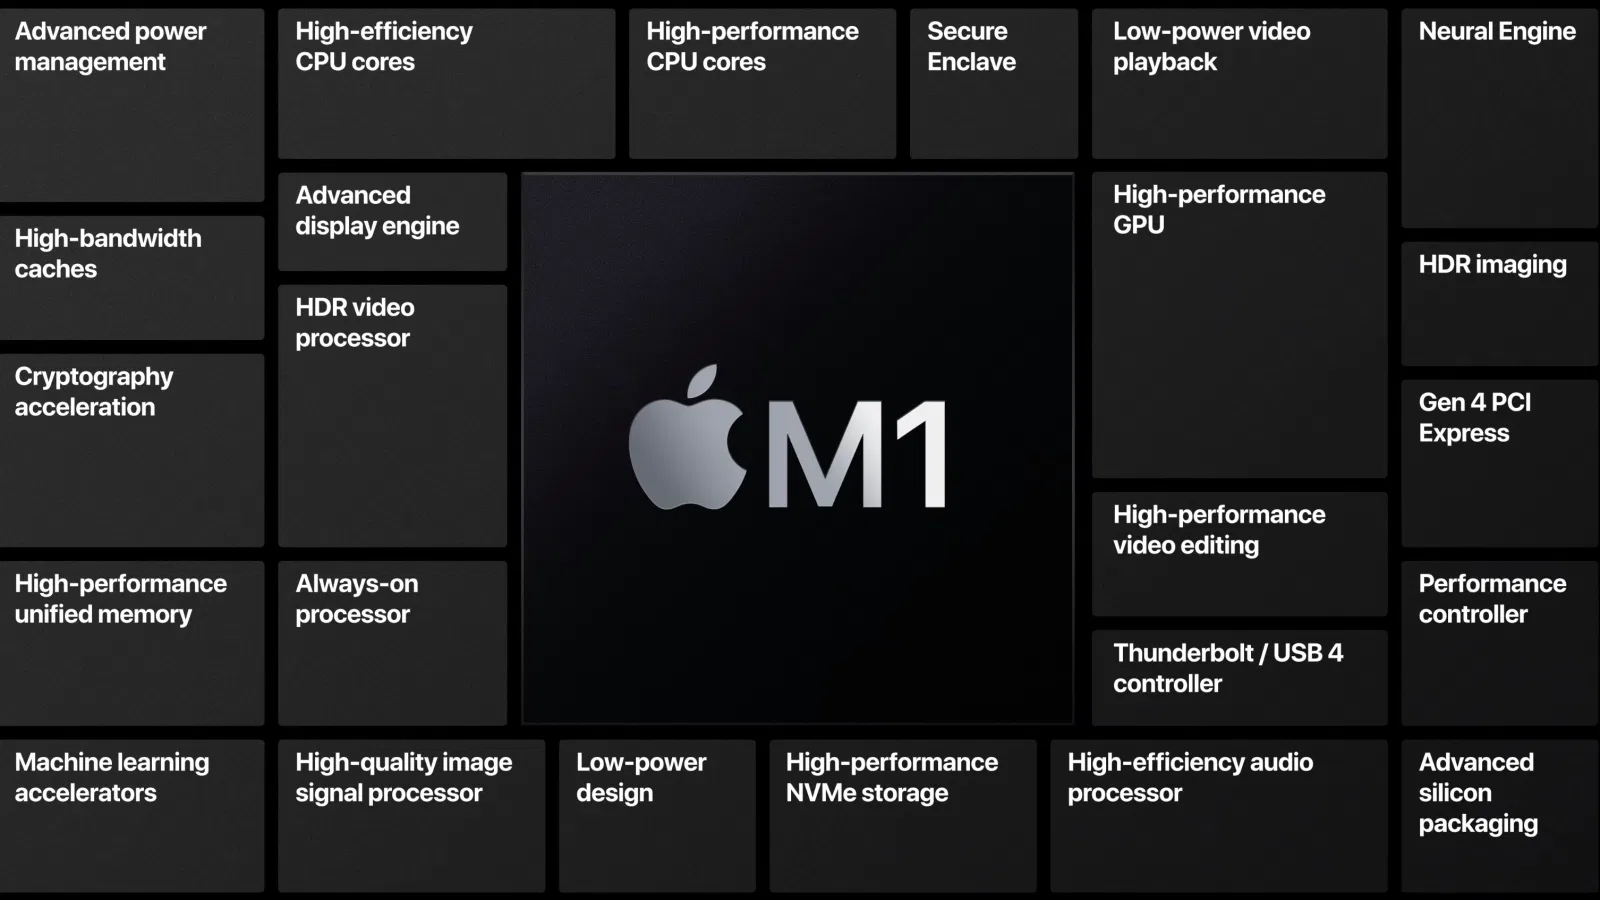 Advanced power
management
High-efficiency
CPU cores
High-performance
CPU cores
Secure
Enclave
Low-power video
playback
Neural Engine
High-bandwidth
caches
Advanced
display engine
High-performance
GPU
HDR imaging
HDR video
processor
Cryptography
acceleration
M1
Gen 4 PCI
Express
High-performance
video editing
High-performance
unified memory
Always-on
processor
Performance
controller
Thunderbolt / USB 4
controller
Machine learning
accelerators
High-quality image
signal processor
Low-power
design
High-performance
NVMe storage
High-efficiency audio
processor
Advanced
silicon
packaging